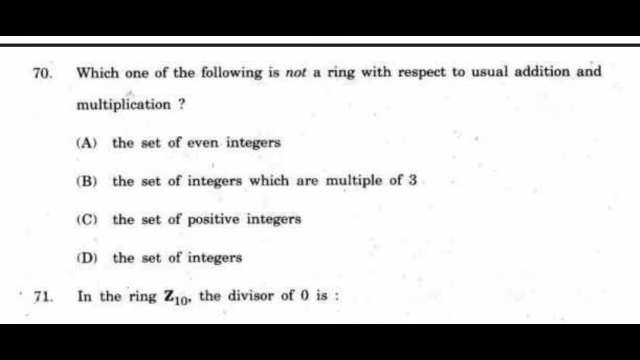 70. Which one of the following is not a ring with respect to usual addition and
multiplication ?
(A) the set of even integers
(B) the set of integers which are multiple of 3
(C) the set of positive integers
(D) the set of integers
71. In the ring Z₁₀, the divisor of 0 is :